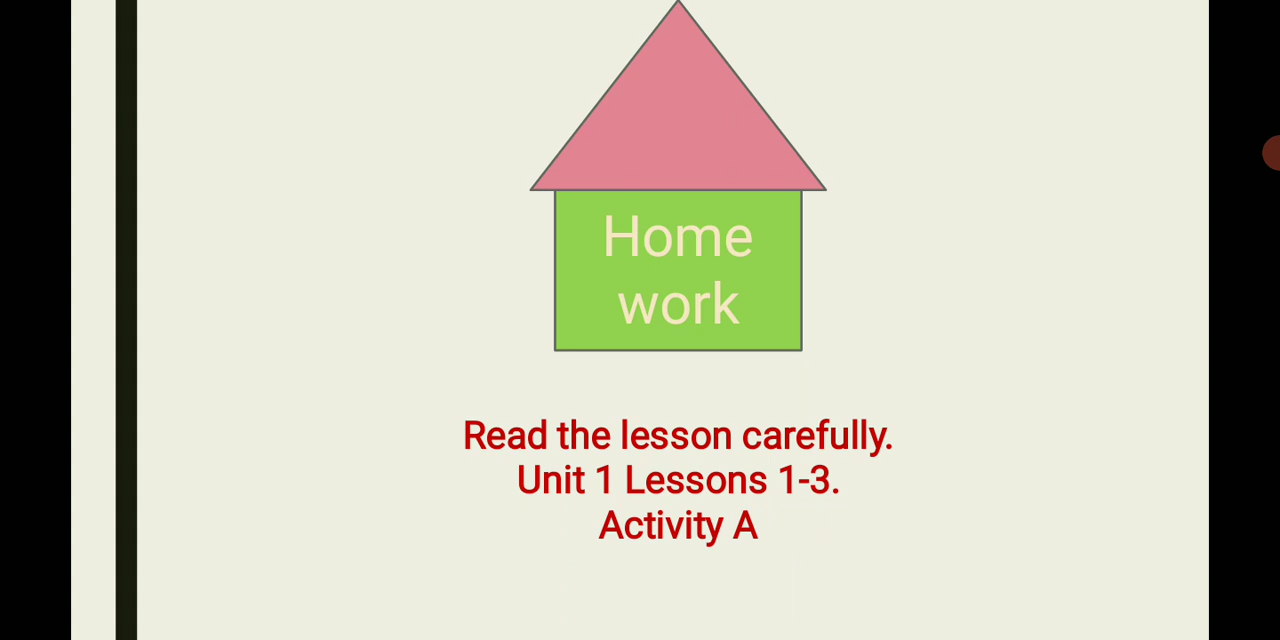 Home
work
Read the lesson carefully.
Unit 1 Lessons 1-3.
Activity A